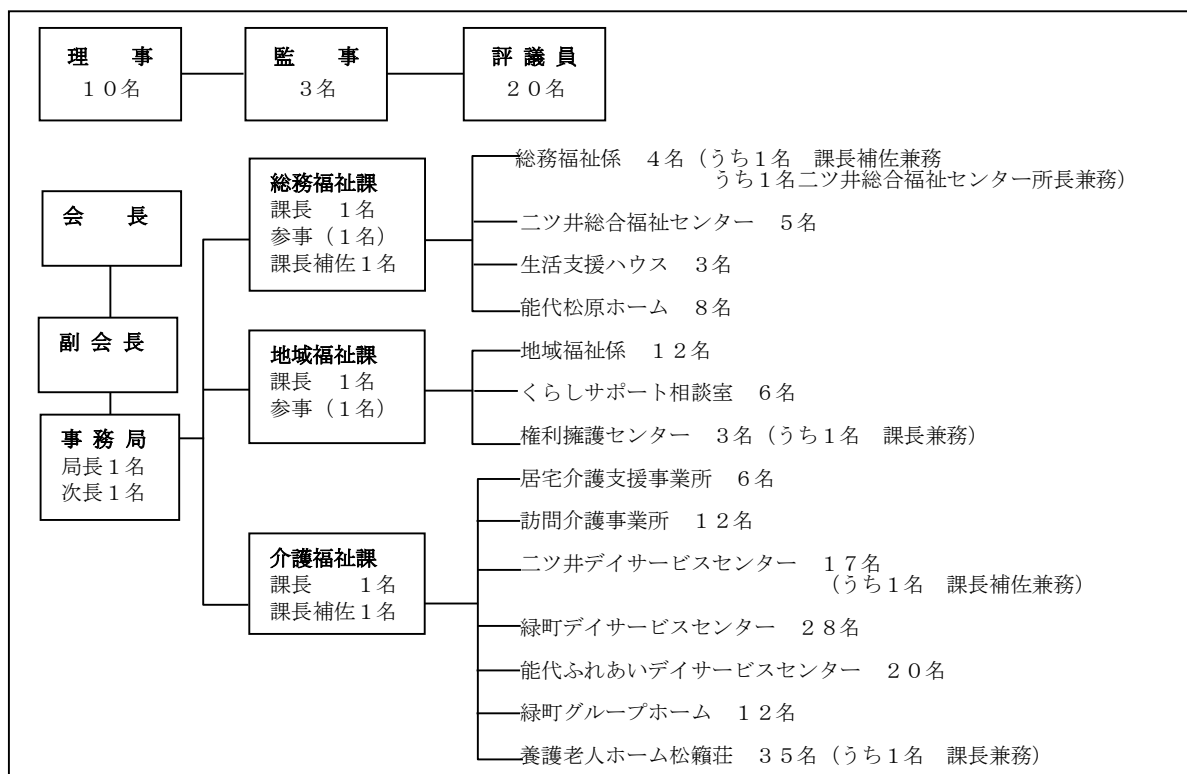 理　事
１０名
監　事
３名
評議員
２０名
会　長
副会長
事務局
局長１名
次長１名
総務福祉課
課長　１名
参事（１名）
課長補佐１名
総務福祉係　４名（うち１名　課長補佐兼務
うち１名二ツ井総合福祉センター所長兼務）
二ツ井総合福祉センター　５名
生活支援ハウス　３名
能代松原ホーム　８名
地域福祉課
課長　１名
参事（１名）
地域福祉係　１２名
くらしサポート相談室　６名
権利擁護センター　３名（うち１名　課長兼務）
介護福祉課
課長　　１名
課長補佐１名
居宅介護支援事業所　６名
訪問介護事業所　１２名
二ツ井デイサービスセンター　１７名
（うち１名　課長補佐兼務）
緑町デイサービスセンター　２８名
能代ふれあいデイサービスセンター　２０名
緑町グループホーム　１２名
養護老人ホーム松籟荘　３５名（うち１名　課長兼務）